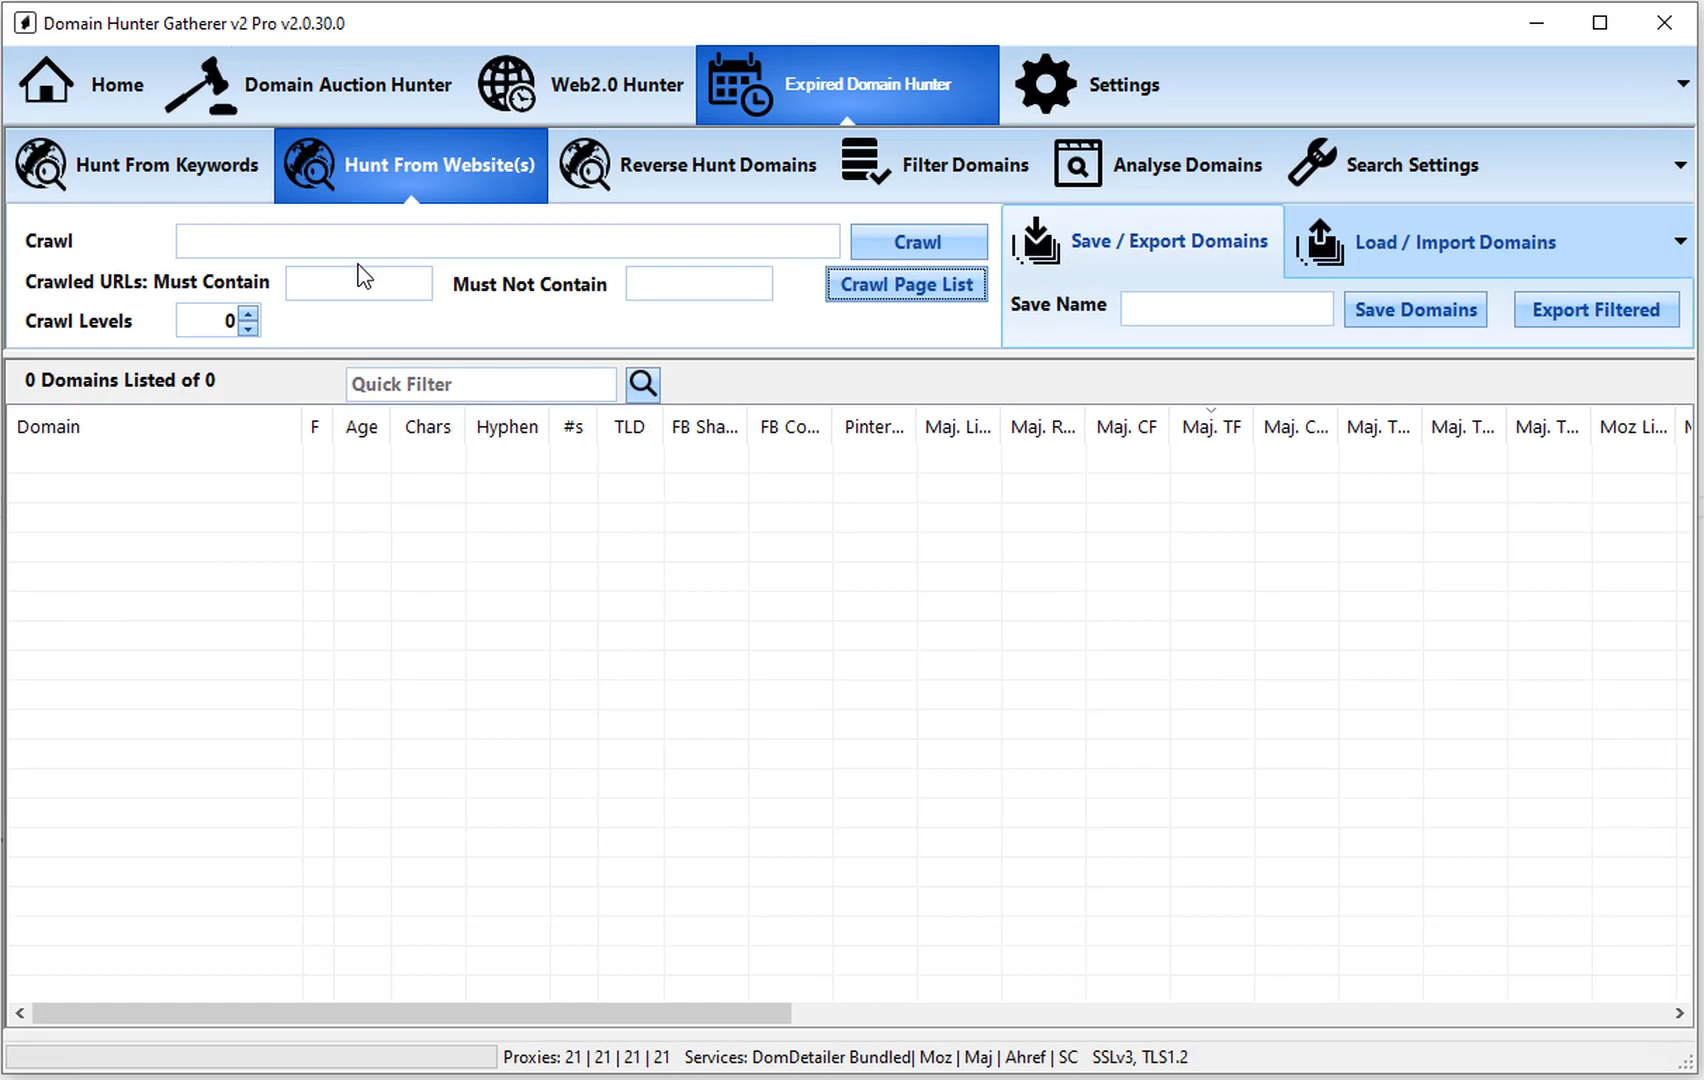 Domain Hunter Gatherer v2 Pro v2.0.30.0
Home Domain Auction Hunter Web2.0 Hunter Expired Domain Hunter Settings
Hunt From Keywords Hunt From Website(s) Reverse Hunt Domains Filter Domains Analyse Domains Search Settings
Crawl Crawl
Crawled URLs: Must Contain Must Not Contain Crawl Page List
Crawl Levels 0
Save / Export Domains Load / Import Domains
Save Name Save Domains Export Filtered
0 Domains Listed of 0 Quick Filter
Domain F Age Chars Hyphen #s TLD FB Sha... FB Co... Pinter... Maj. Li... Maj. R... Maj. CF Maj. TF Maj. C... Maj. T... Maj. T... Maj. T... Moz Li...
Proxies: 21 | 21 | 21 | 21 Services: DomDetailer Bundled| Moz | Maj | Ahref | SC SSLv3, TLS1.2